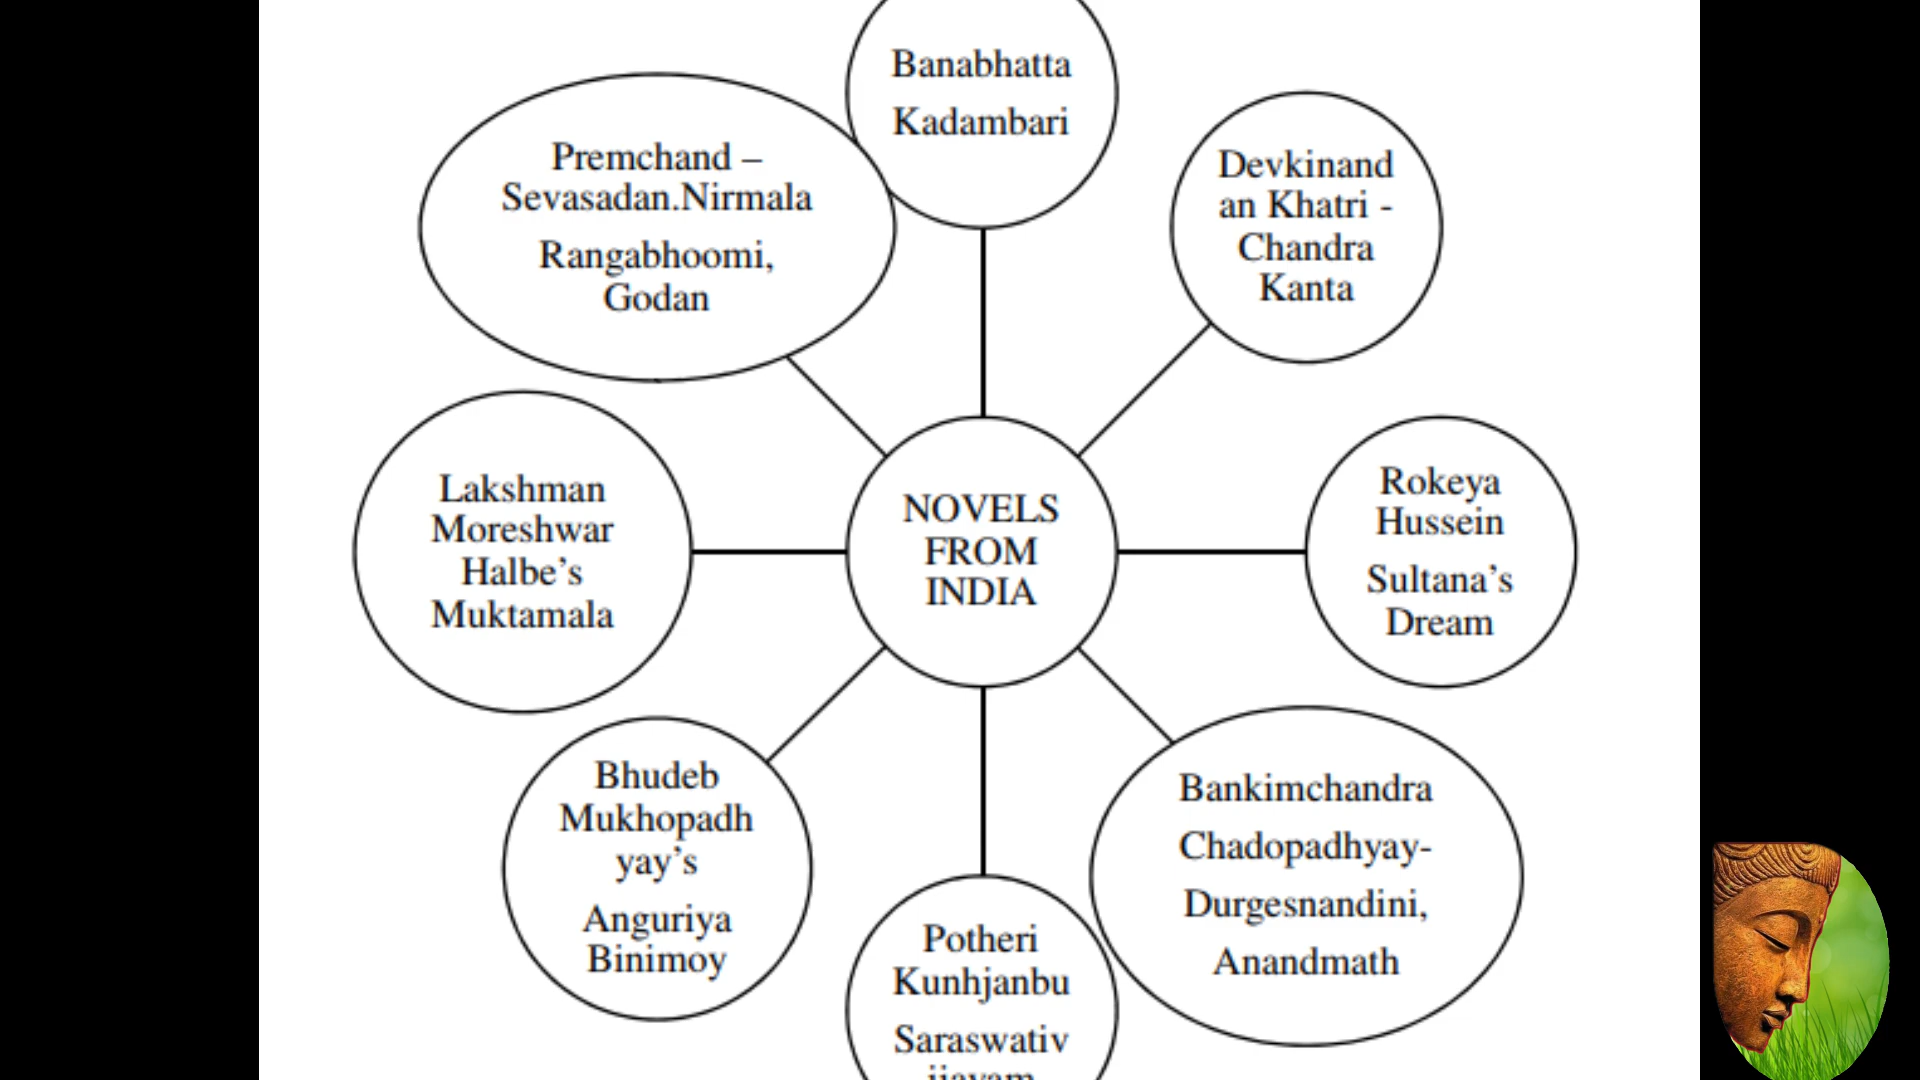 Banabhatta
Kadambari
Premchand –
Sevasadan.Nirmala
Rangabhoomi,
Godan
Devkinand
an Khatri -
Chandra
Kanta
Lakshman
Moreshwar
Halbe’s
Muktamala
NOVELS
FROM
INDIA
Rokeya
Hussein
Sultana’s
Dream
Bhudeb
Mukhopadh
yay’s
Anguriya
Binimoy
Potheri
Kunhjanbu
Saraswativ
ijayam
Bankimchandra
Chadopadhyay-
Durgesnandini,
Anandmath